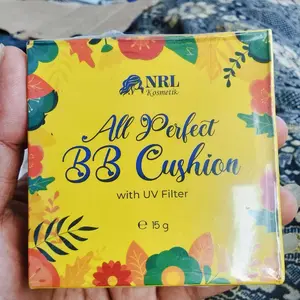 NRL
Kosmetik
All Perfect
BB Cushion
with UV Filter
℮ 15 g